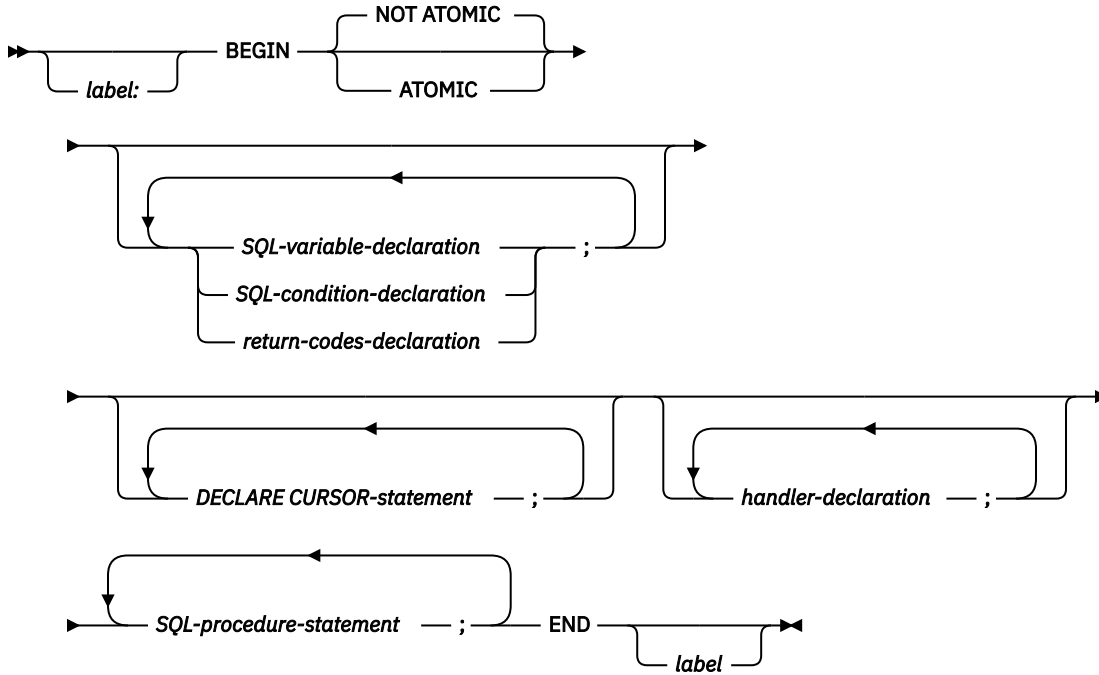 NOT ATOMIC
BEGIN
label:
ATOMIC
SQL-variable-declaration ;
SQL-condition-declaration
return-codes-declaration
DECLARE CURSOR-statement ; handler-declaration ;
SQL-procedure-statement ; END
label